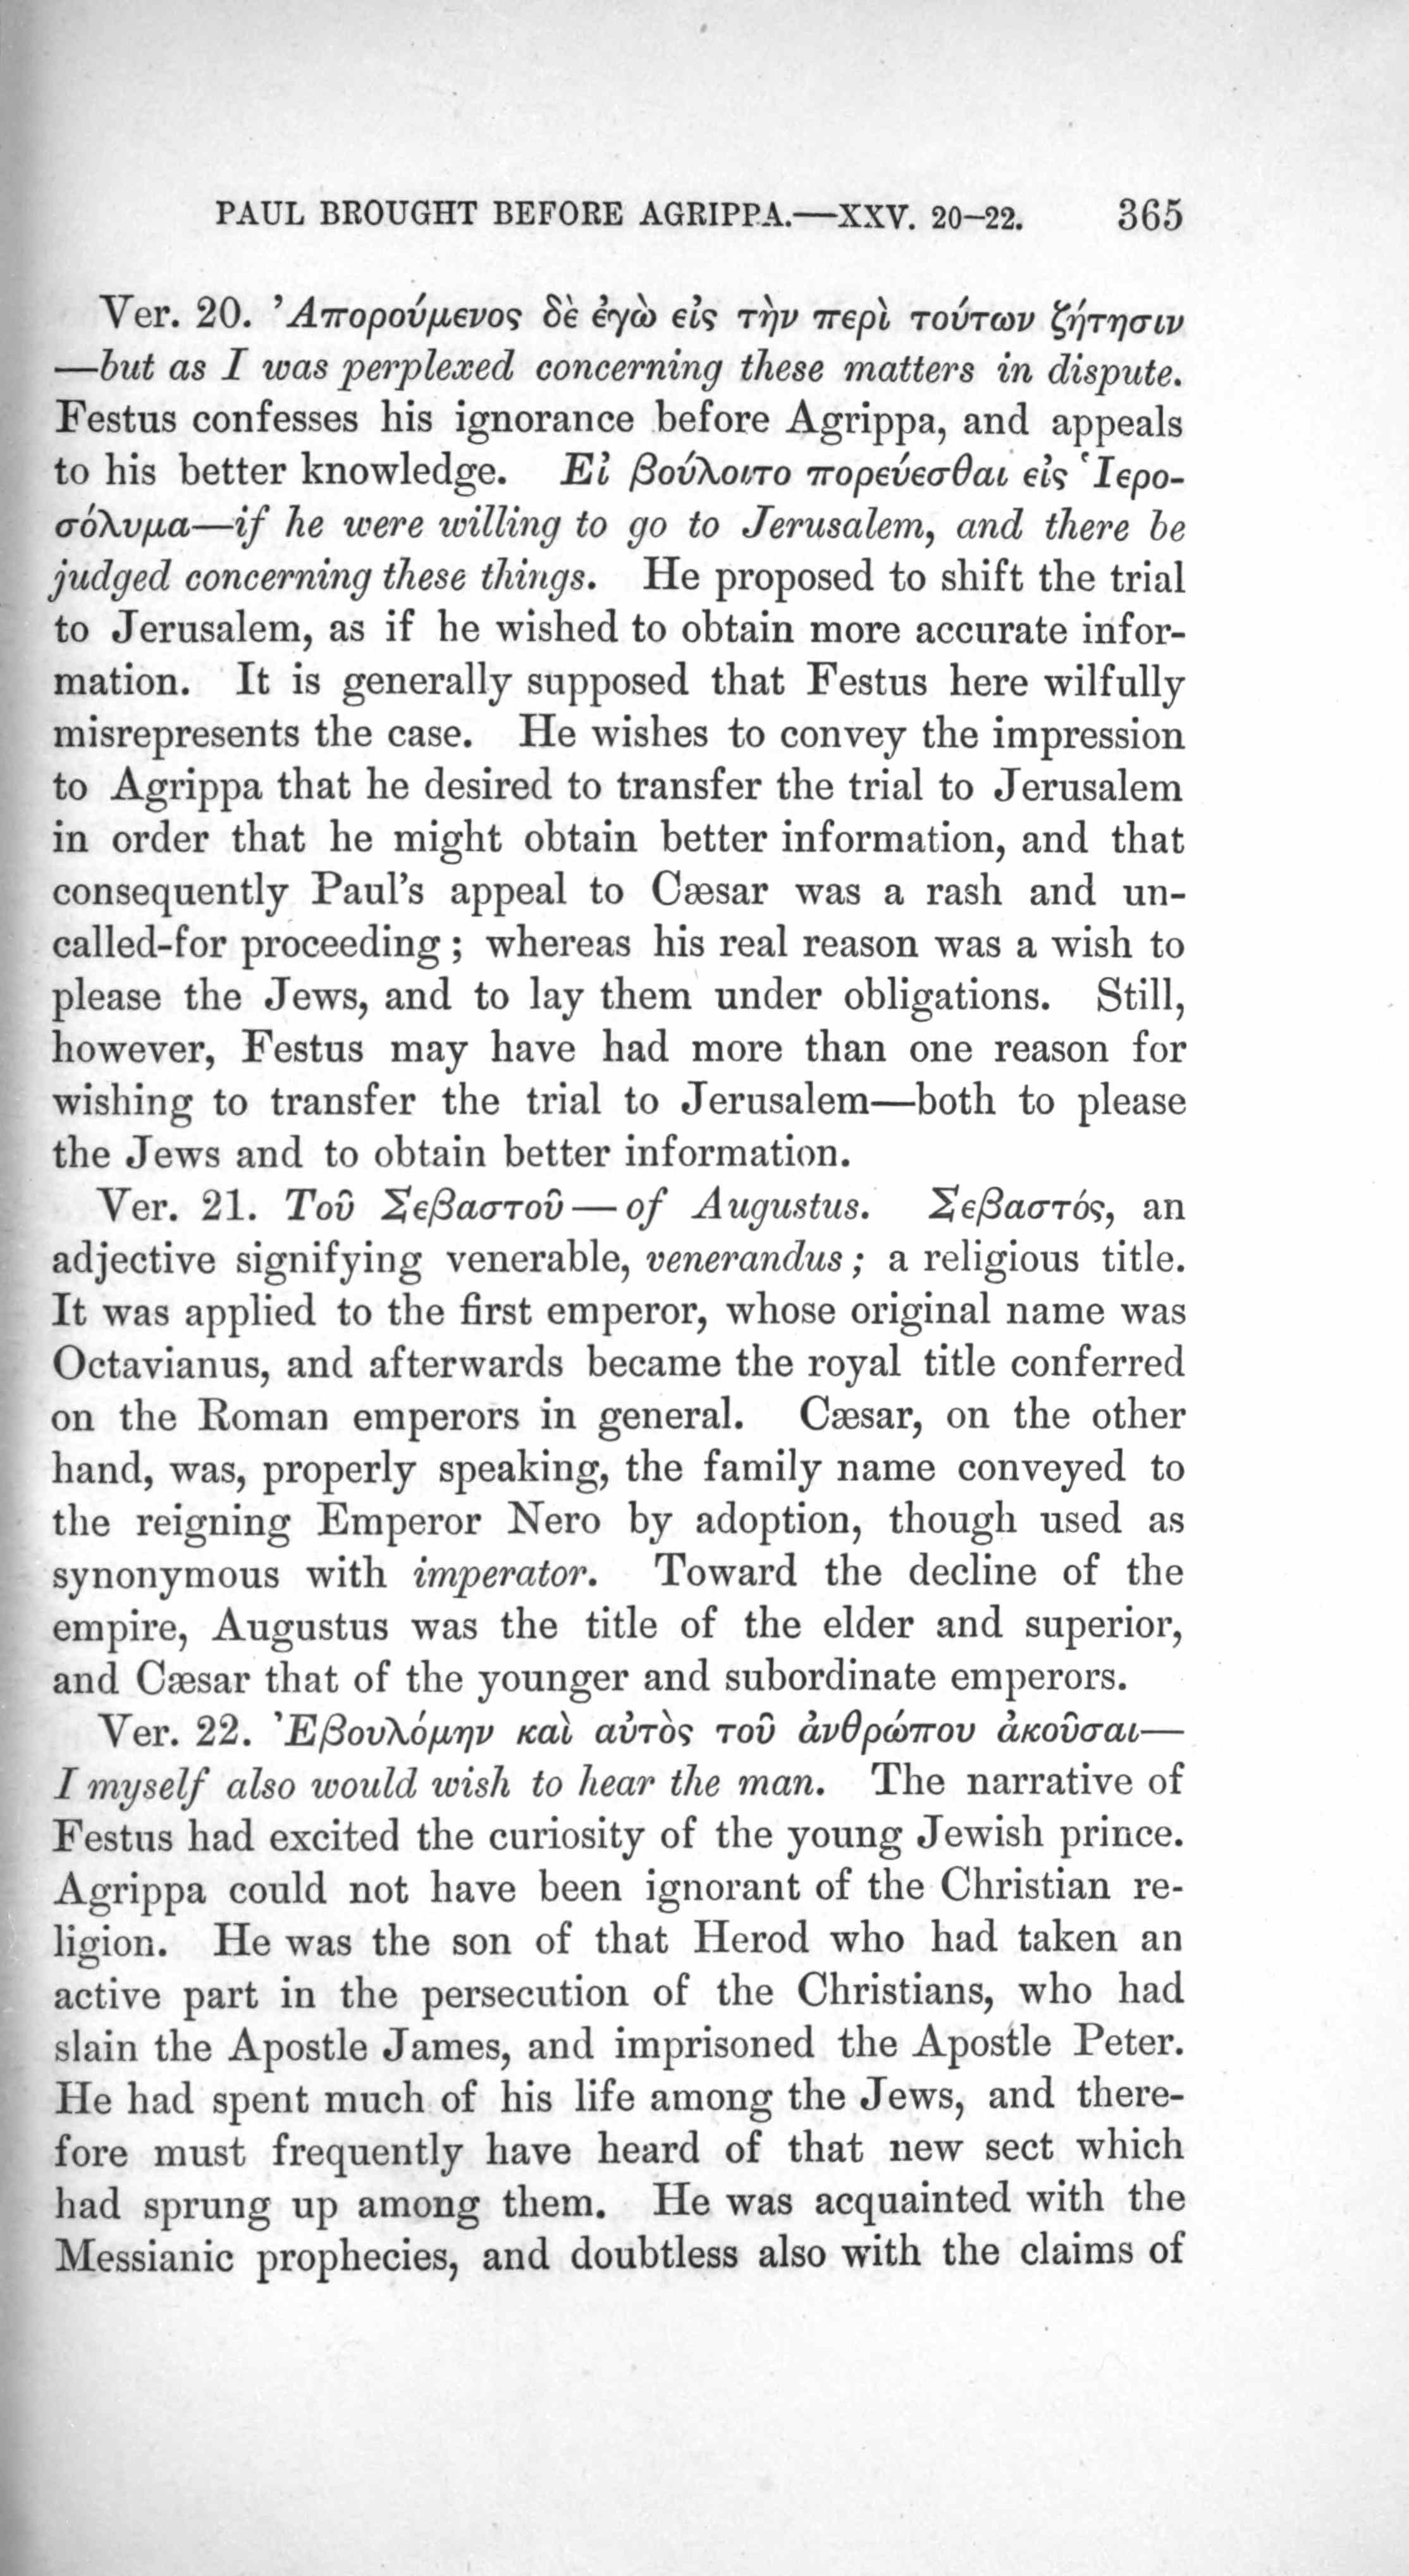 PAUL BROUGHT BEFORE AGRIPPA.—XXV. 20–22. 365
Ver. 20. Ἀπορούμενος δὲ ἐγὼ εἰς τὴν περὶ τούτων ζήτησιν
—but as I was perplexed concerning these matters in dispute.
Festus confesses his ignorance before Agrippa, and appeals
to his better knowledge. Εἰ βούλοιτο πορεύεσθαι εἰς Ἱερο-
σόλυμα—if he were willing to go to Jerusalem, and there be
judged concerning these things. He proposed to shift the trial
to Jerusalem, as if he wished to obtain more accurate infor-
mation. It is generally supposed that Festus here wilfully
misrepresents the case. He wishes to convey the impression
to Agrippa that he desired to transfer the trial to Jerusalem
in order that he might obtain better information, and that
consequently Paul's appeal to Cæsar was a rash and un-
called-for proceeding; whereas his real reason was a wish to
please the Jews, and to lay them under obligations. Still,
however, Festus may have had more than one reason for
wishing to transfer the trial to Jerusalem—both to please
the Jews and to obtain better information.
Ver. 21. Τοῦ Σεβαστοῦ—of Augustus. Σεβαστός, an
adjective signifying venerable, venerandus; a religious title.
It was applied to the first emperor, whose original name was
Octavianus, and afterwards became the royal title conferred
on the Roman emperors in general. Cæsar, on the other
hand, was, properly speaking, the family name conveyed to
the reigning Emperor Nero by adoption, though used as
synonymous with imperator. Toward the decline of the
empire, Augustus was the title of the elder and superior,
and Cæsar that of the younger and subordinate emperors.
Ver. 22. Ἐβουλόμην καὶ αὐτὸς τοῦ ἀνθρώπου ἀκοῦσαι—
I myself also would wish to hear the man. The narrative of
Festus had excited the curiosity of the young Jewish prince.
Agrippa could not have been ignorant of the Christian re-
ligion. He was the son of that Herod who had taken an
active part in the persecution of the Christians, who had
slain the Apostle James, and imprisoned the Apostle Peter.
He had spent much of his life among the Jews, and there-
fore must frequently have heard of that new sect which
had sprung up among them. He was acquainted with the
Messianic prophecies, and doubtless also with the claims of